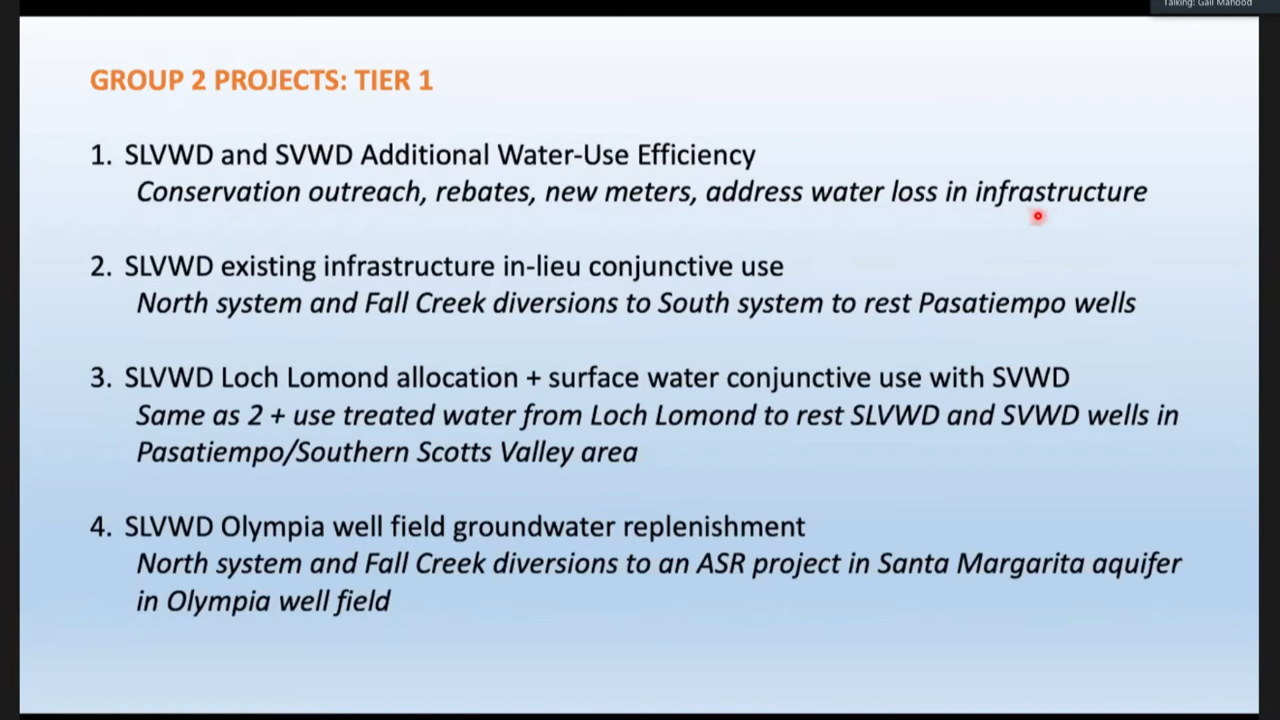 Talking: Gail Mahood
GROUP 2 PROJECTS: TIER 1
1. SLVWD and SVWD Additional Water-Use Efficiency
Conservation outreach, rebates, new meters, address water loss in infrastructure
2. SLVWD existing infrastructure in-lieu conjunctive use
North system and Fall Creek diversions to South system to rest Pasatiempo wells
3. SLVWD Loch Lomond allocation + surface water conjunctive use with SVWD
Same as 2 + use treated water from Loch Lomond to rest SLVWD and SVWD wells in
Pasatiempo/Southern Scotts Valley area
4. SLVWD Olympia well field groundwater replenishment
North system and Fall Creek diversions to an ASR project in Santa Margarita aquifer
in Olympia well field